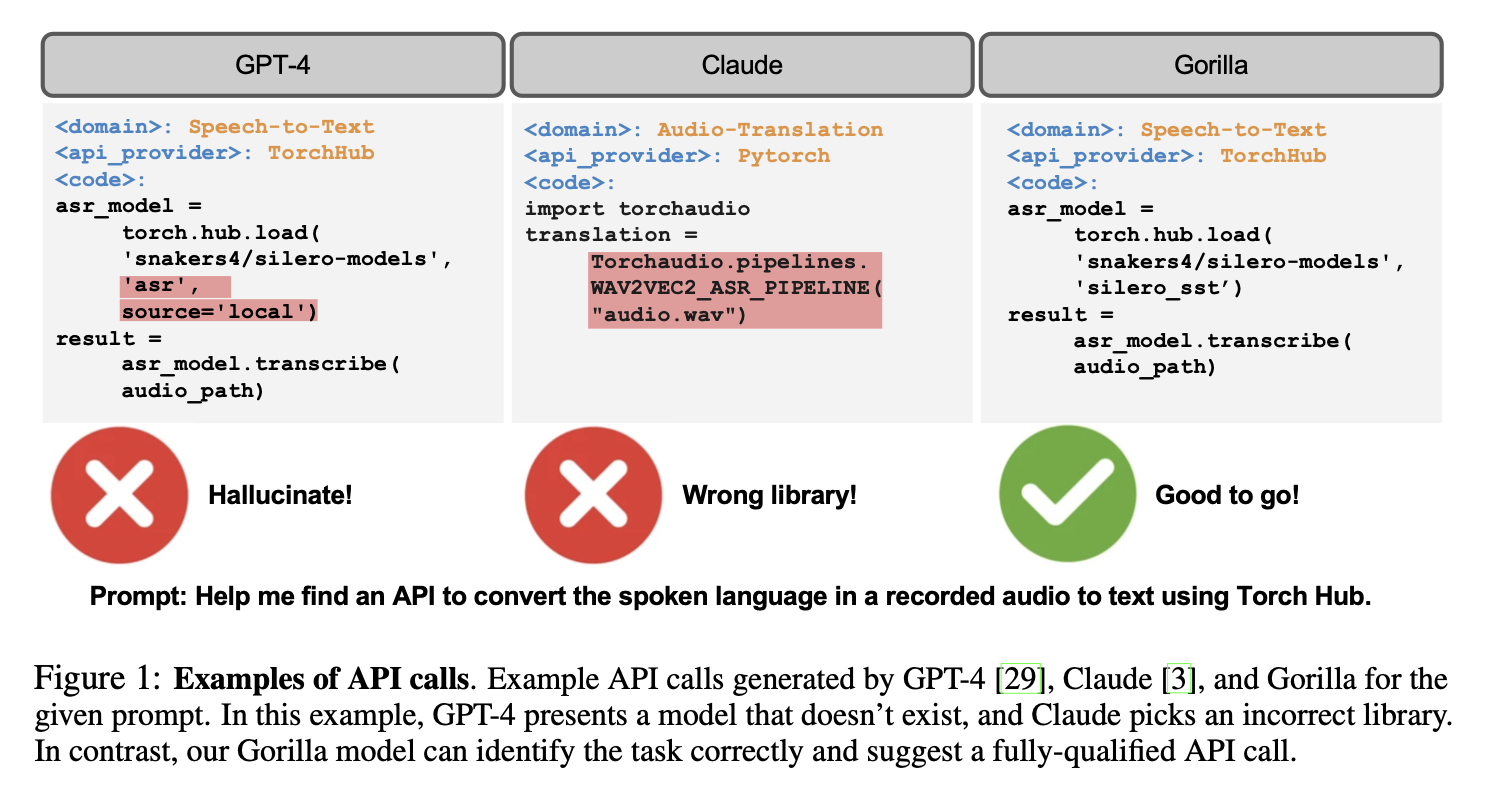 GPT-4
<domain>: Speech-to-Text
<api_provider>: TorchHub
<code>:
asr_model =
torch.hub.load(
'snakers4/silero-models',
'asr',
source='local')
result =
asr_model.transcribe(
audio_path)
Hallucinate!
Claude
<domain>: Audio-Translation
<api_provider>: Pytorch
<code>:
import torchaudio
translation =
Torchaudio.pipelines.
WAV2VEC2_ASR_PIPELINE(
"audio.wav")
Wrong library!
Gorilla
<domain>: Speech-to-Text
<api_provider>: TorchHub
<code>:
asr_model =
torch.hub.load(
'snakers4/silero-models',
'silero_sst’)
result =
asr_model.transcribe(
audio_path)
Good to go!
Prompt: Help me find an API to convert the spoken language in a recorded audio to text using Torch Hub.
Figure 1: Examples of API calls. Example API calls generated by GPT-4 [29], Claude [3], and Gorilla for the
given prompt. In this example, GPT-4 presents a model that doesn’t exist, and Claude picks an incorrect library.
In contrast, our Gorilla model can identify the task correctly and suggest a fully-qualified API call.